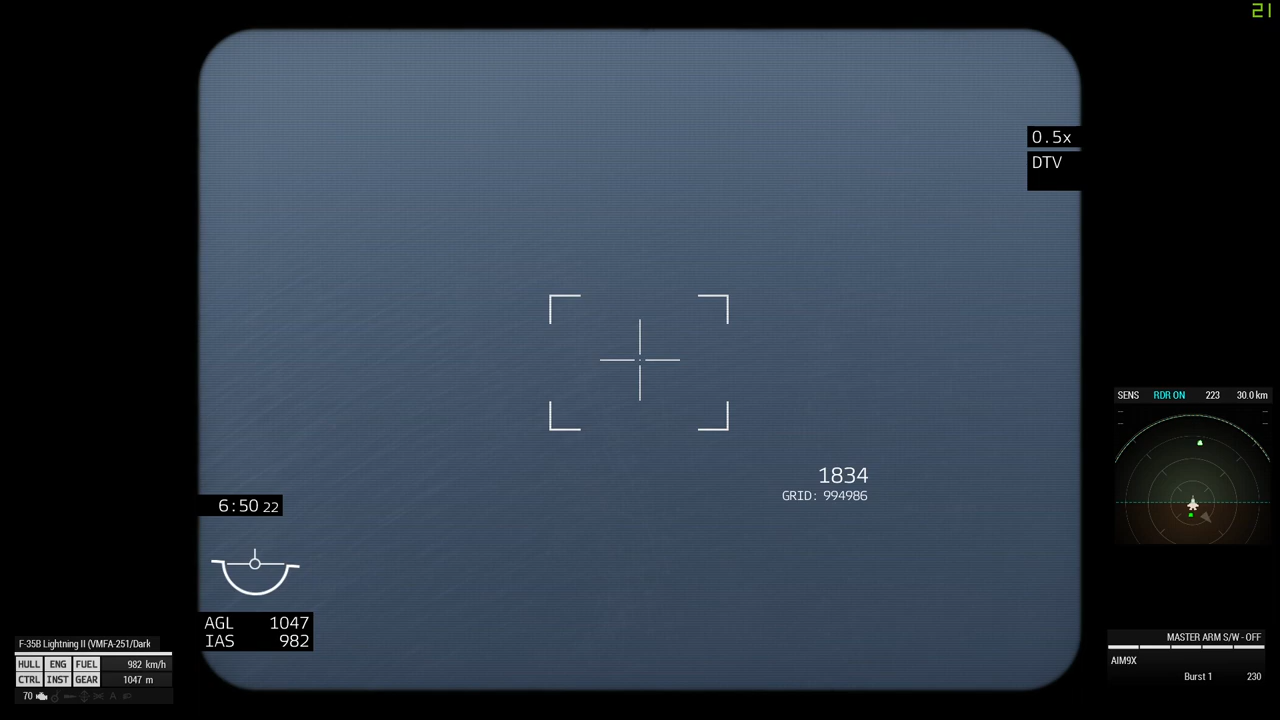 21
0.5x
DTV
SENS RDR ON 223 30.0 km
1834
GRID: 994986
6:50 22
AGL 1047
IAS 982
F-35B Lightning II (VMFA-251/Dark
HULL ENG FUEL 982 km/h
CTRL INST GEAR 1047 m
70 A
MASTER ARM S/W - OFF
AIM9X
Burst 1 230